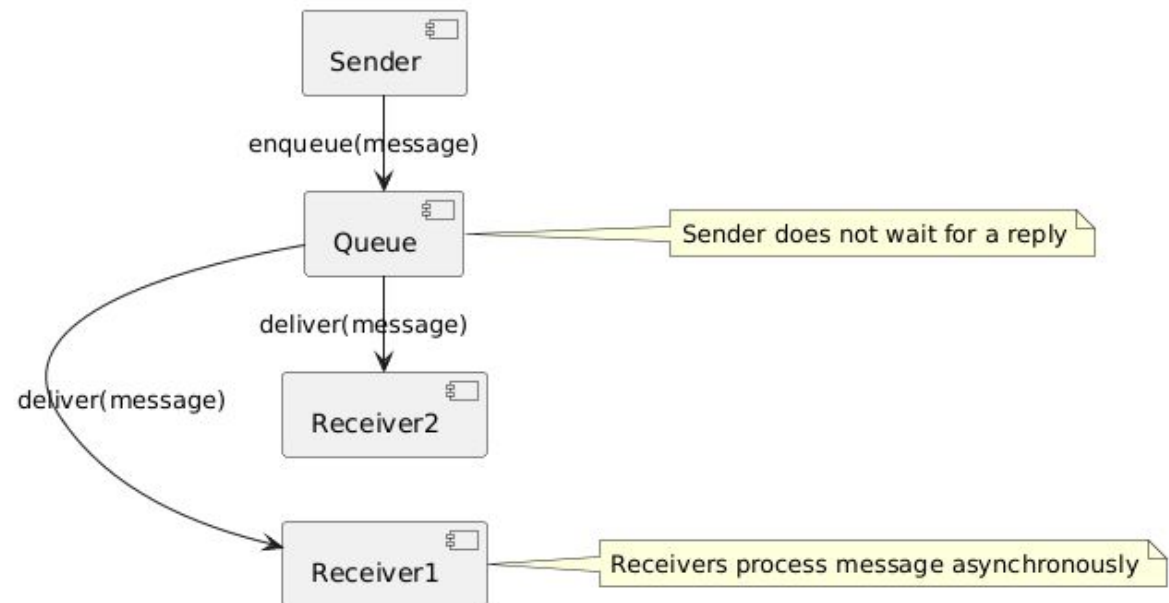 Sender
enqueue(message)
Queue
Sender does not wait for a reply
deliver(message)
Receiver2
deliver(message)
Receiver1
Receivers process message asynchronously